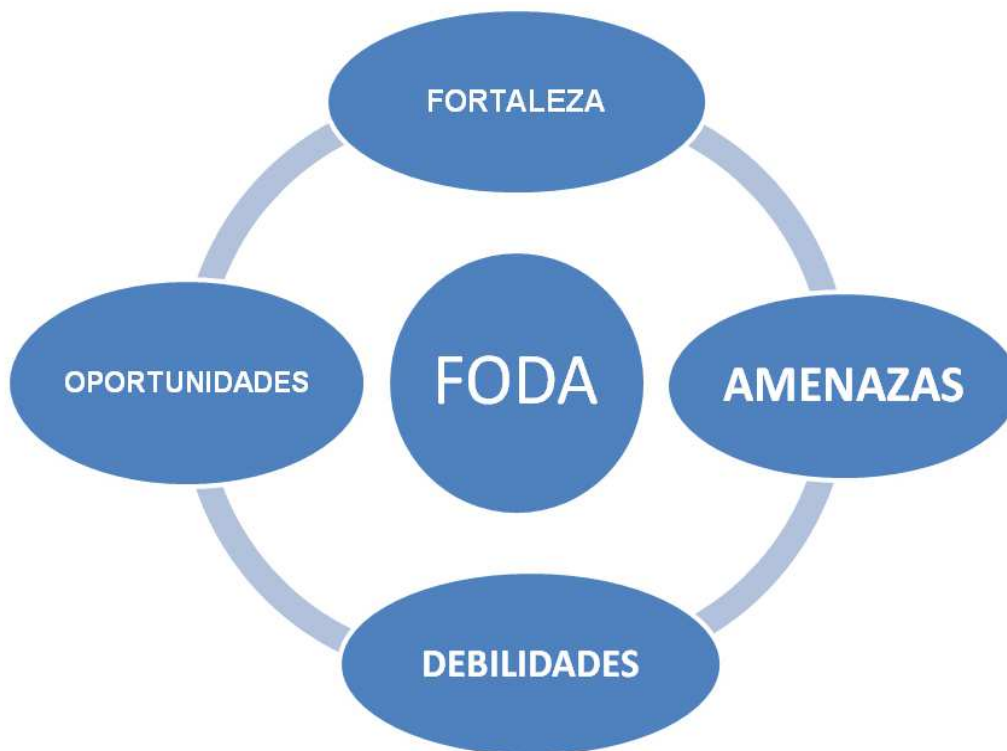 FORTALEZA
OPORTUNIDADES
FODA
AMENAZAS
DEBILIDADES